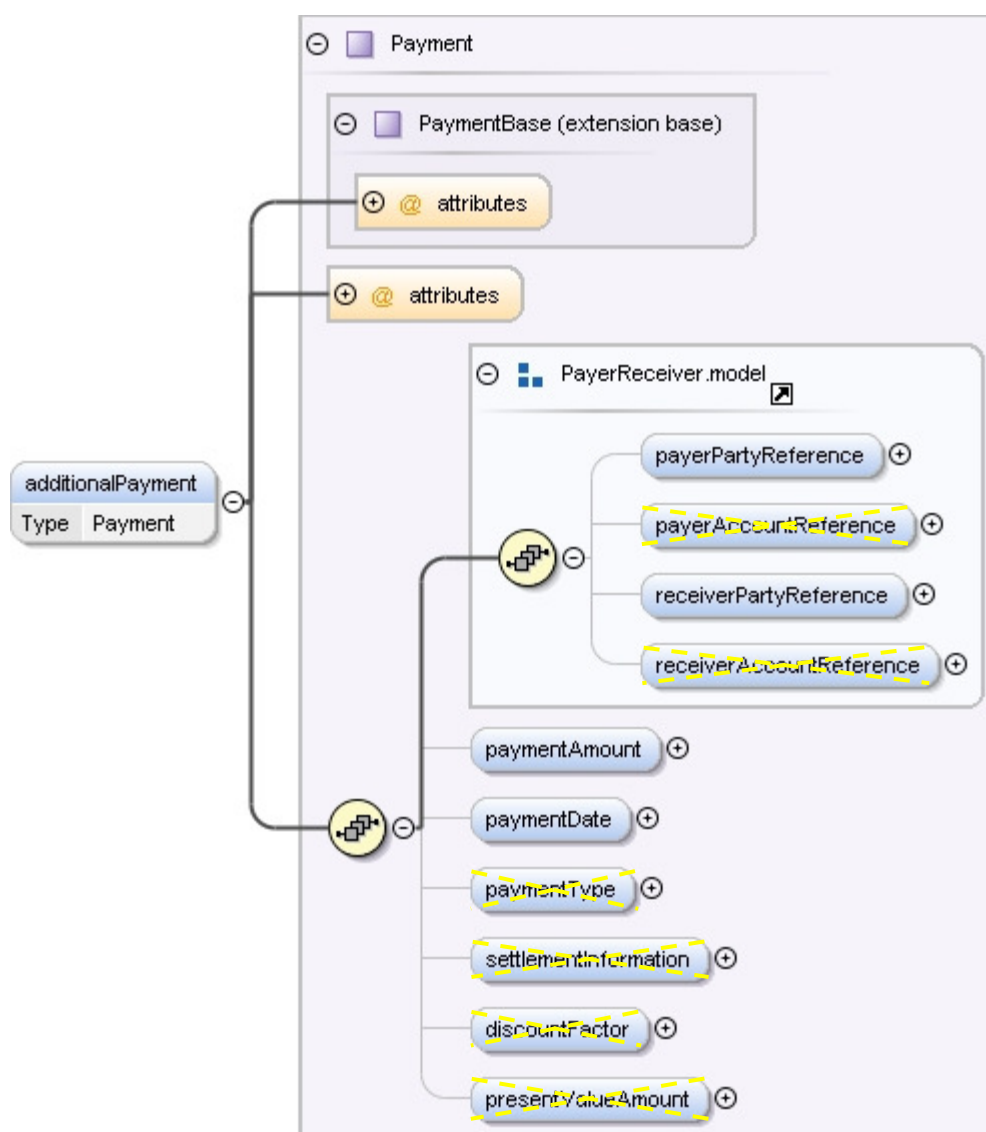 Payment
PaymentBase (extension base)
@ attributes
@ attributes
PayerReceiver.model
payerPartyReference
additionalPayment
Type Payment
payerAccountReference
receiverPartyReference
receiverAccountReference
paymentAmount
paymentDate
paymentType
settlementInformation
discountFactor
presentValueAmount